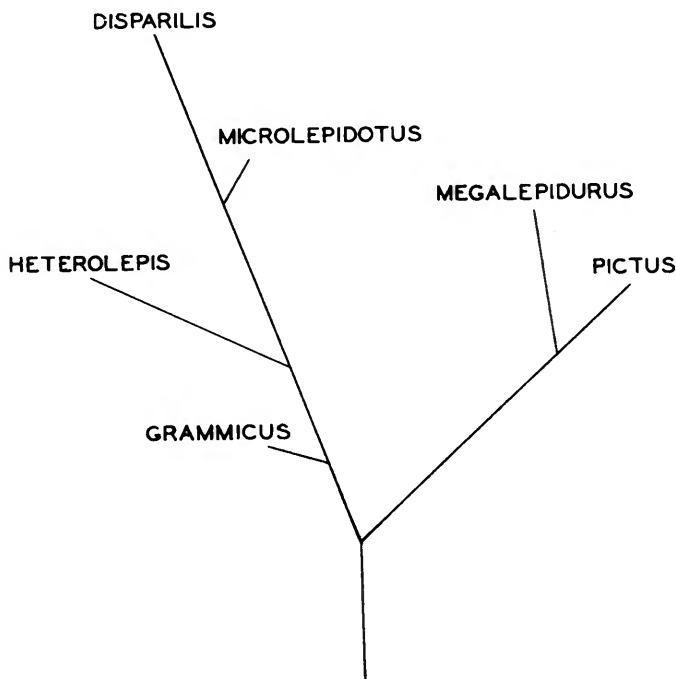 DISPARILIS
MICROLEPIDOTUS
MEGALEPIDURUS
HETEROLEPIS
PICTUS
GRAMMICUS